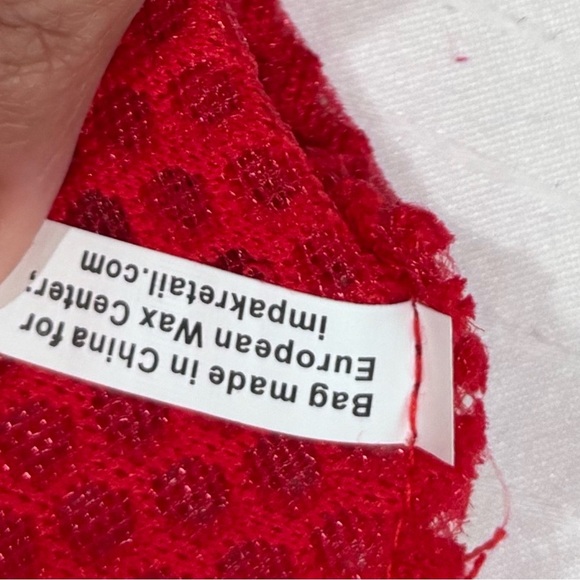 Bag made in China for
European Wax Center;
impakretail.com